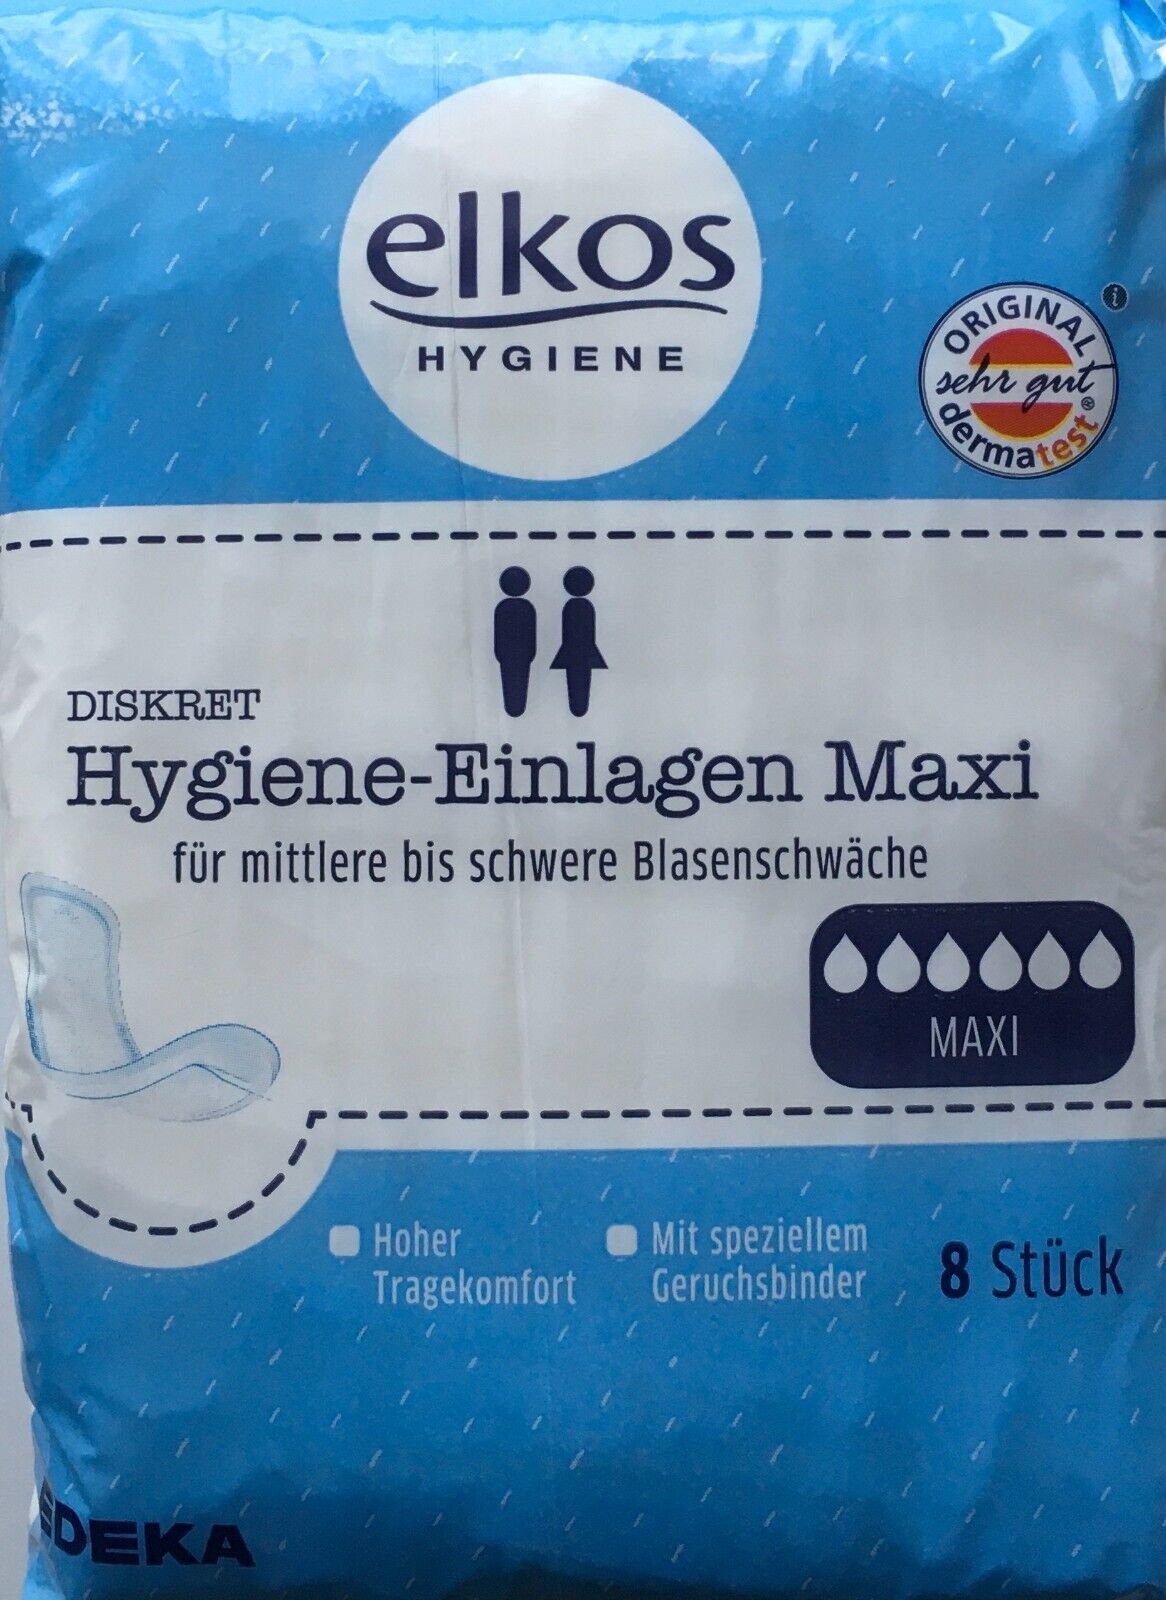 elkos
HYGIENE
ORIGINAL
sehr gut
dermatest®
DISKRET
Hygiene-Einlagen Maxi
für mittlere bis schwere Blasenschwäche
MAXI
Hoher
Tragekomfort
Mit speziellem
Geruchsbinder
8 Stück
EDEKA